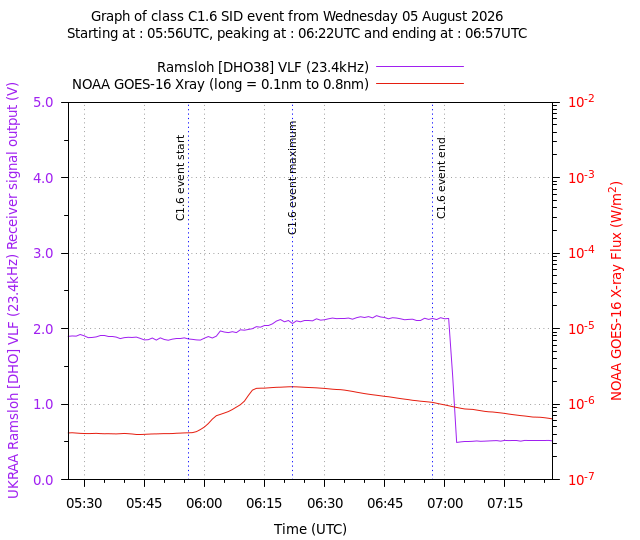 Graph of class C1.6 SID event from Wednesday 05 August 2026
Starting at : 05:56UTC, peaking at : 06:22UTC and ending at : 06:57UTC
Ramsloh [DHO38] VLF (23.4kHz)
NOAA GOES-16 Xray (long = 0.1nm to 0.8nm)
UKRAA Ramsloh [DHO] VLF (23.4kHz) Receiver signal output (V)
5.0
4.0
3.0
2.0
1.0
0.0
C1.6 event start
C1.6 event maximum
C1.6 event end
10-2
10-3
10-4
10-5
10-6
10-7
NOAA GOES-16 X-ray Flux (W/m2)
05:30 05:45 06:00 06:15 06:30 06:45 07:00 07:15
Time (UTC)